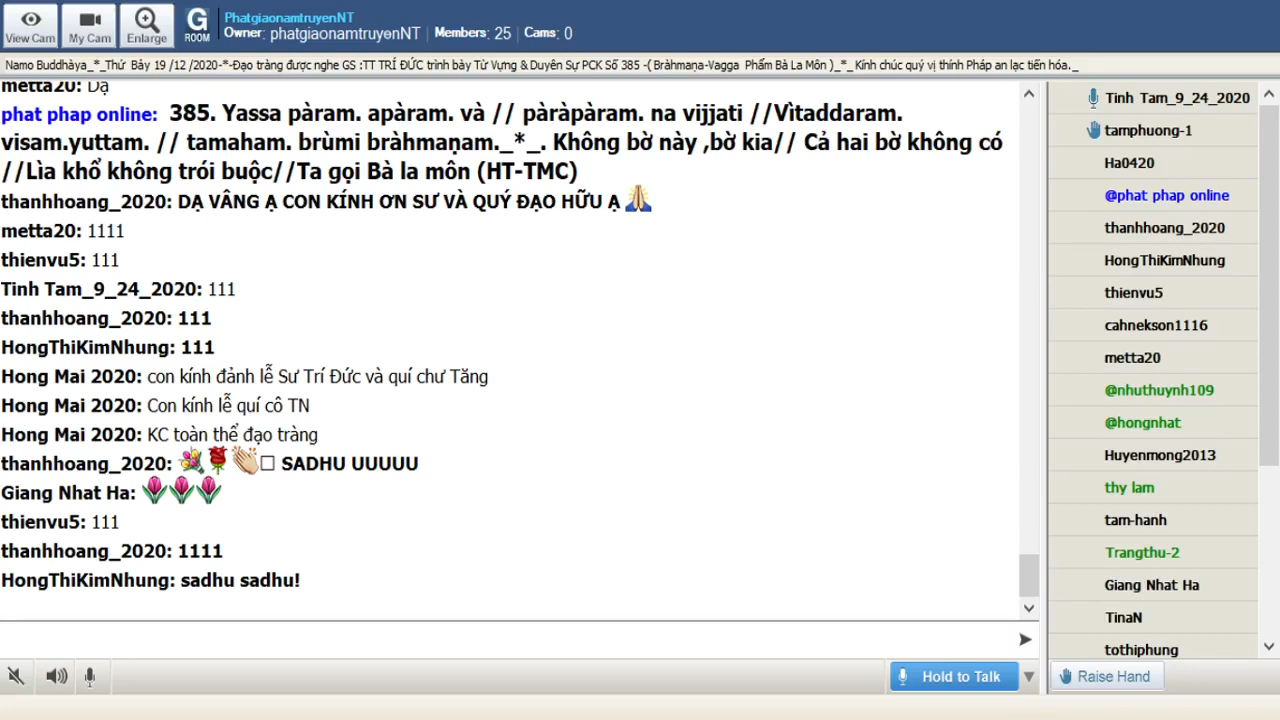 PhatgiaonamtruyenNT
Owner: phatgiaonamtruyenNT | Members: 25 | Cams: 0
View Cam
My Cam
Enlarge
G ROOM
Namo Buddhàya_*_Thứ Bảy 19 /12 /2020-*-Đạo tràng được nghe GS :TT TRÍ ĐỨC trình bày Từ Vựng & Duyên Sự PCK Số 385 -( Bràhmaṇa-Vagga Phẩm Bà La Môn )_*_ Kính chúc quý vị thính Pháp an lạc tiến hóa._
metta20: Dạ
phat phap online: 385. Yassa pàram. apàram. và // pàràpàram. na vijjati //Vìtaddaram.
visam.yuttam. // tamaham. brùmi bràhmaṇam._*_. Không bờ này ,bờ kia// Cả hai bờ không có
//Lìa khổ không trói buộc//Ta gọi Bà la môn (HT-TMC)
thanhhoang_2020: DẠ VÂNG Ạ CON KÍNH ƠN SƯ VÀ QUÝ ĐẠO HỮU Ạ 🙏
metta20: 1111
thienvu5: 111
Tinh Tam_9_24_2020: 111
thanhhoang_2020: 111
HongThiKimNhung: 111
Hong Mai 2020: con kính đảnh lễ Sư Trí Đức và quí chư Tăng
Hong Mai 2020: Con kính lễ quí cô TN
Hong Mai 2020: KC toàn thể đạo tràng
thanhhoang_2020: 💐🌹👏□ SADHU UUUUU
Giang Nhat Ha: 🌷🌷🌷
thienvu5: 111
thanhhoang_2020: 1111
HongThiKimNhung: sadhu sadhu!
Hold to Talk
Tinh Tam_9_24_2020
tamphuong-1
Ha0420
@phat phap online
thanhhoang_2020
HongThiKimNhung
thienvu5
cahnekson1116
metta20
@nhuthuynh109
@hongnhat
Huyenmong2013
thy lam
tam-hanh
Trangthu-2
Giang Nhat Ha
TinaN
tothiphung
Raise Hand